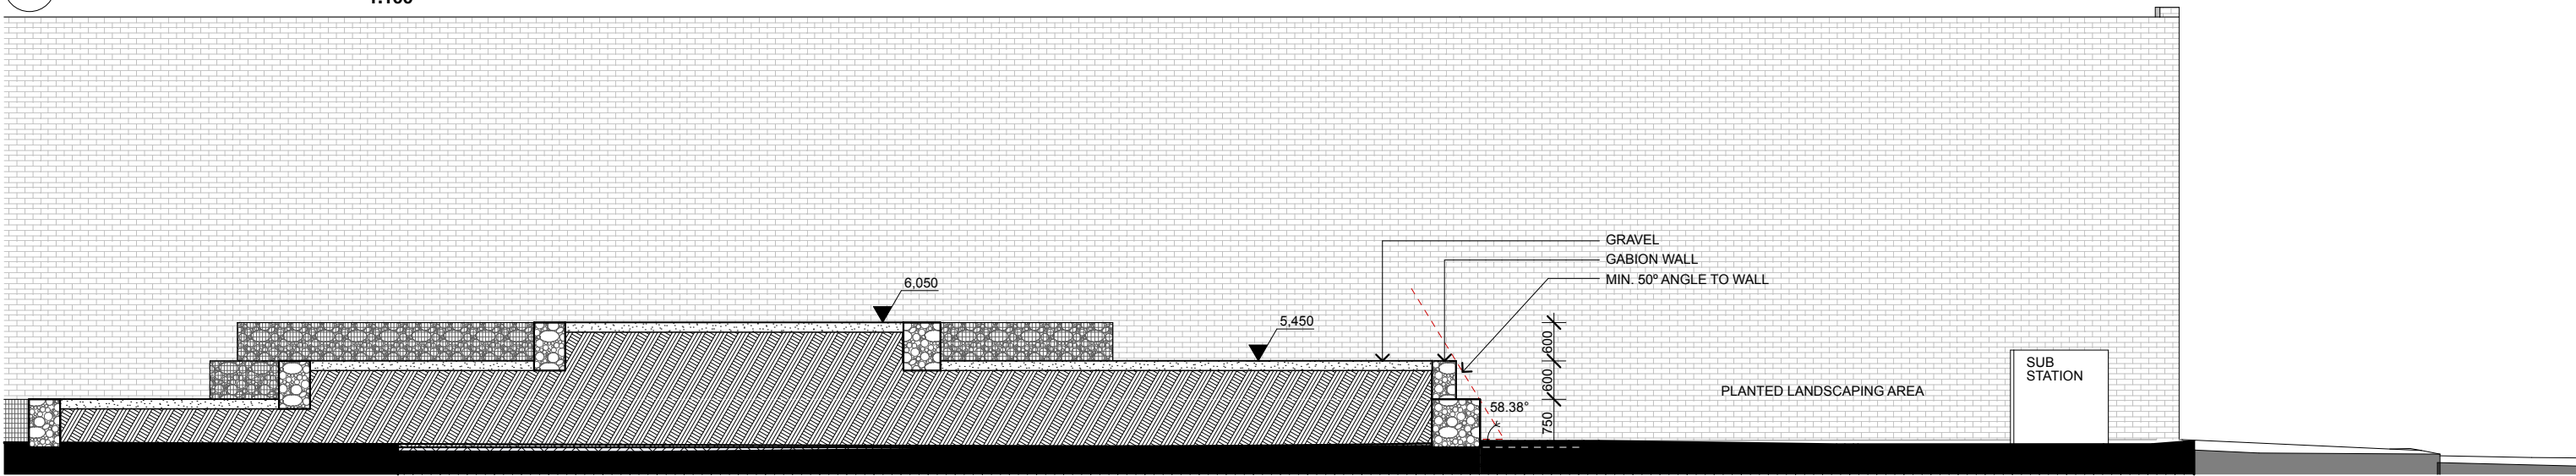 GRAVEL
GABION WALL
MIN. 50º ANGLE TO WALL
6,050
5,450
600
600
750
58.38°
SUB
STATION
PLANTED LANDSCAPING AREA